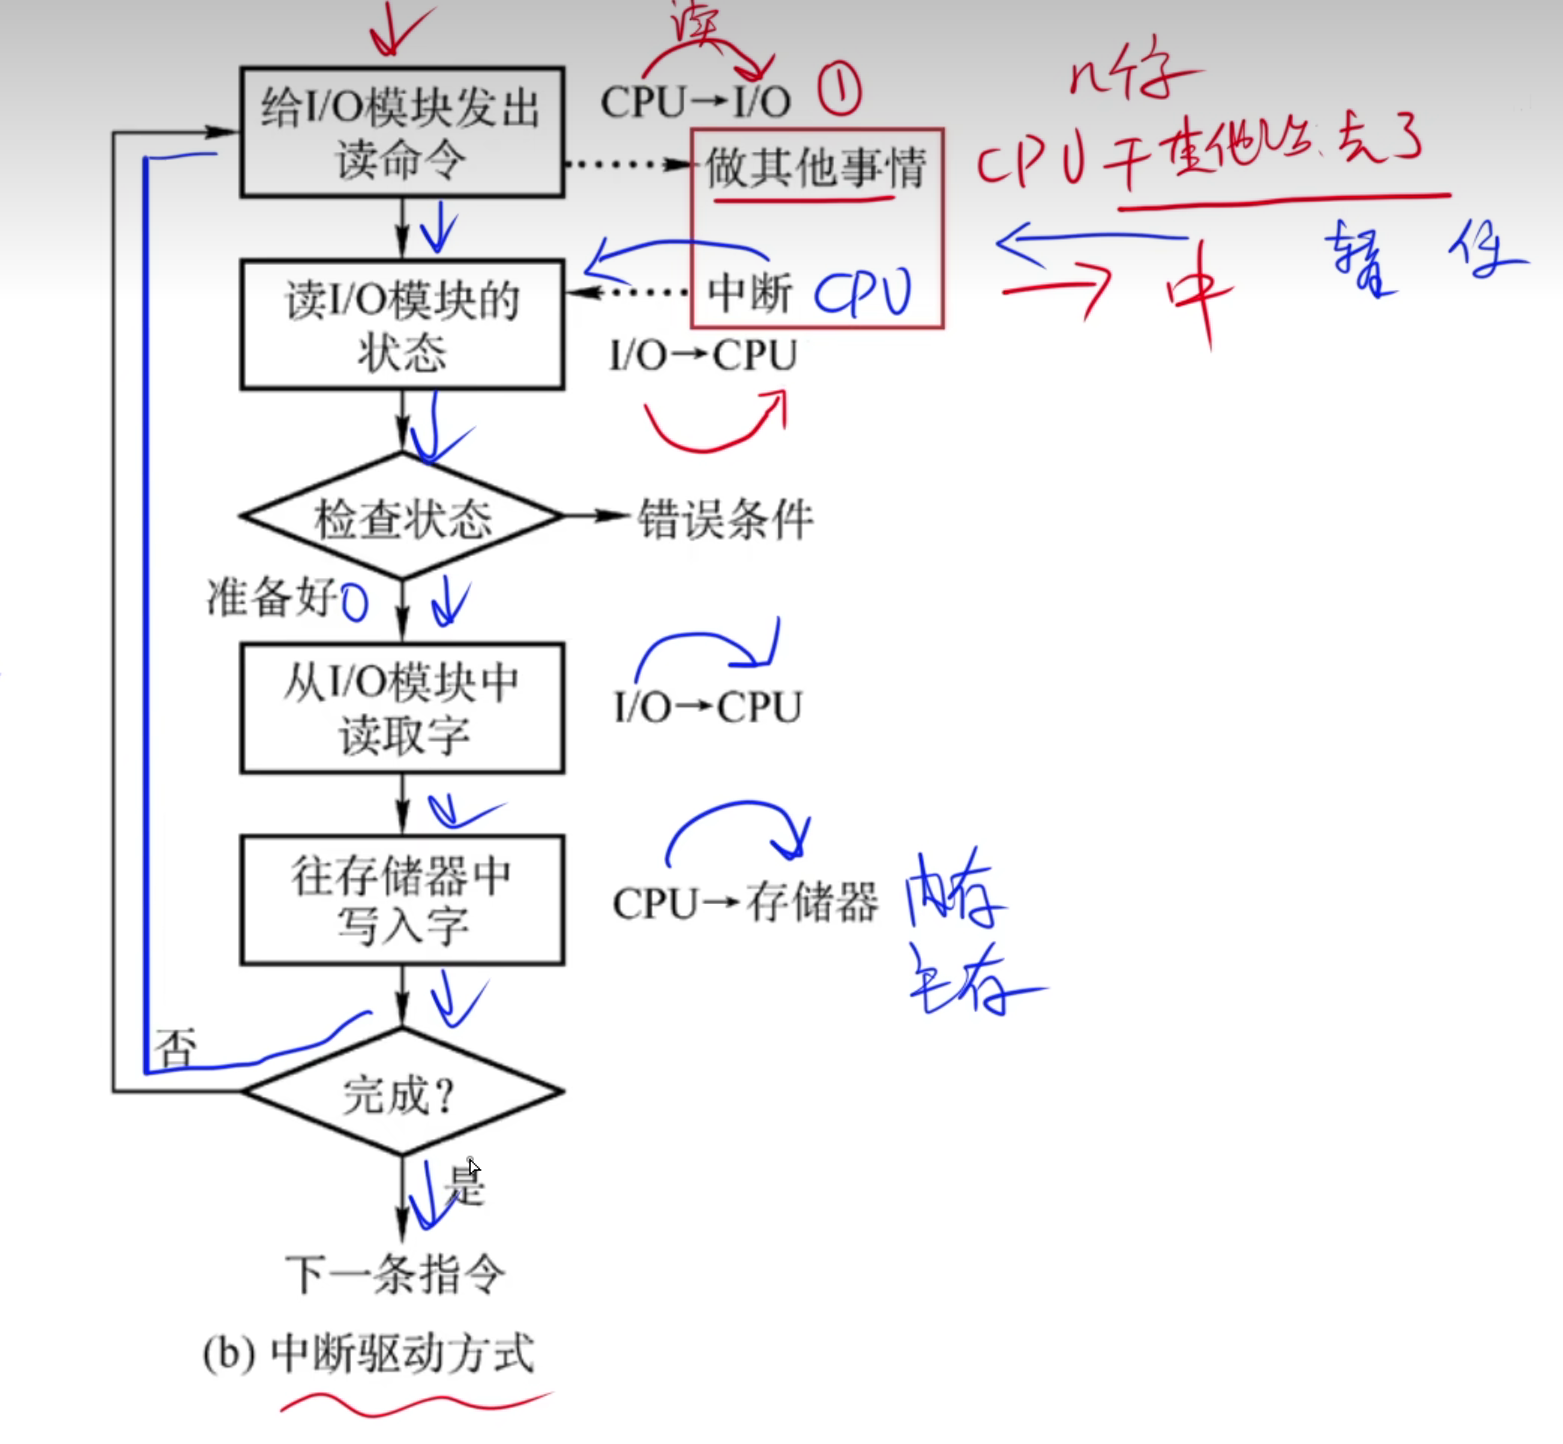 读
给I/O模块发出
读命令
CPU→I/O ①
n个字
做其他事情
CPU干其他 去了
读I/O模块的
状态
中断 CPU
中
I/O→CPU
检查状态
错误条件
准备好
从I/O模块中
读取字
I/O→CPU
往存储器中
写入字
CPU→存储器 内存
主存
否
完成?
是
下一条指令
(b) 中断驱动方式